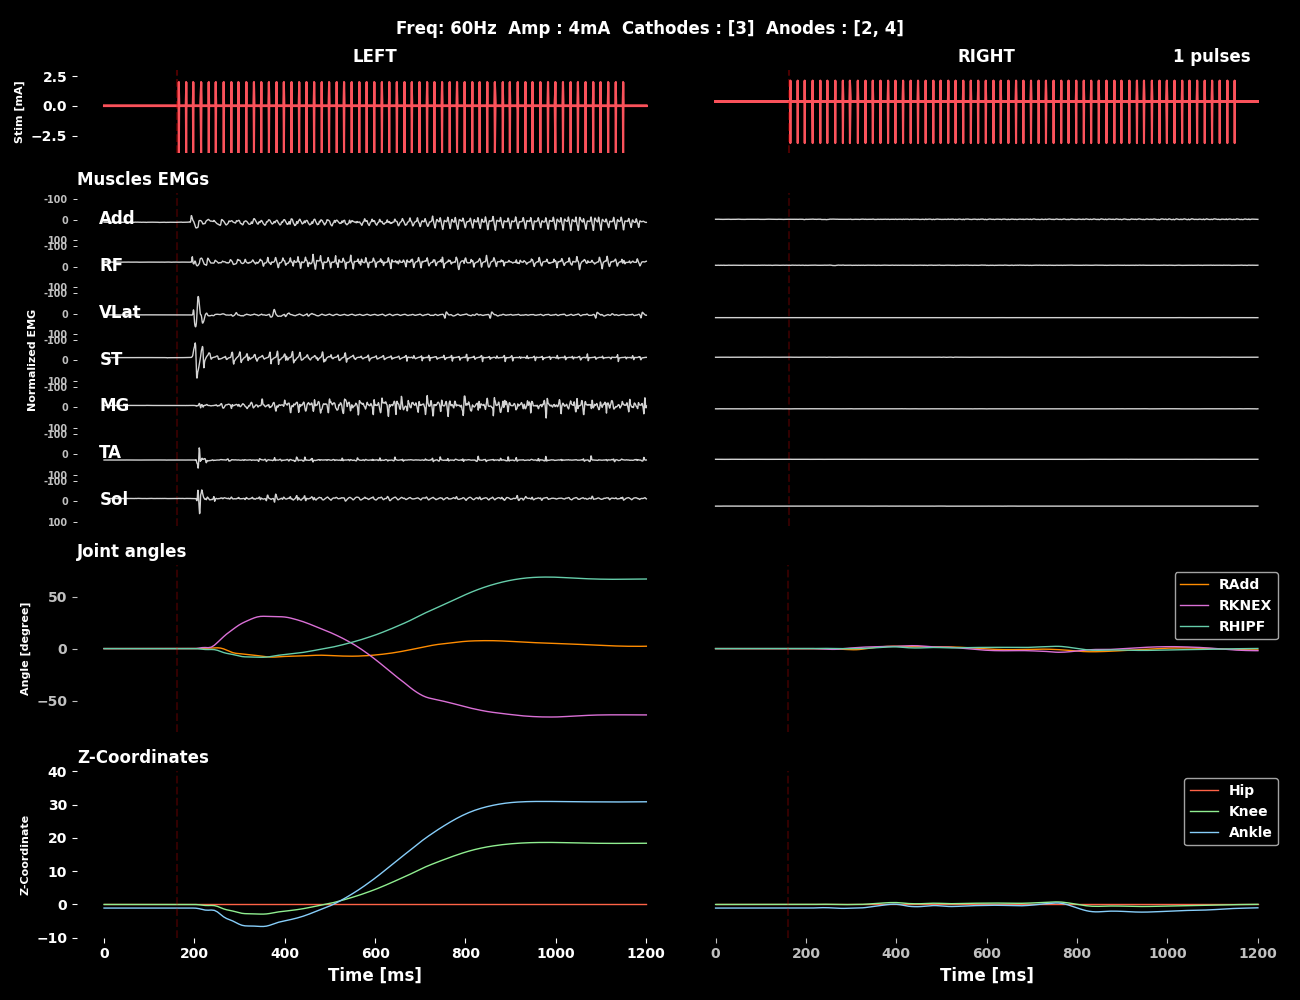 Freq: 60Hz  Amp : 4mA  Cathodes : [3]  Anodes : [2, 4]
LEFT
RIGHT
1 pulses
Stim [mA]
2.5
0.0
−2.5
Muscles EMGs
Normalized EMG
-100
0
100
Add
-100
0
100
RF
-100
0
100
VLat
-100
0
100
ST
-100
0
100
MG
-100
0
100
TA
-100
0
100
Sol
Joint angles
Angle [degree]
50
0
−50
RAdd
RKNEX
RHIPF
Z-Coordinates
Z-Coordinate
40
30
20
10
0
−10
Hip
Knee
Ankle
0 200 400 600 800 1000 1200
Time [ms]
0 200 400 600 800 1000 1200
Time [ms]